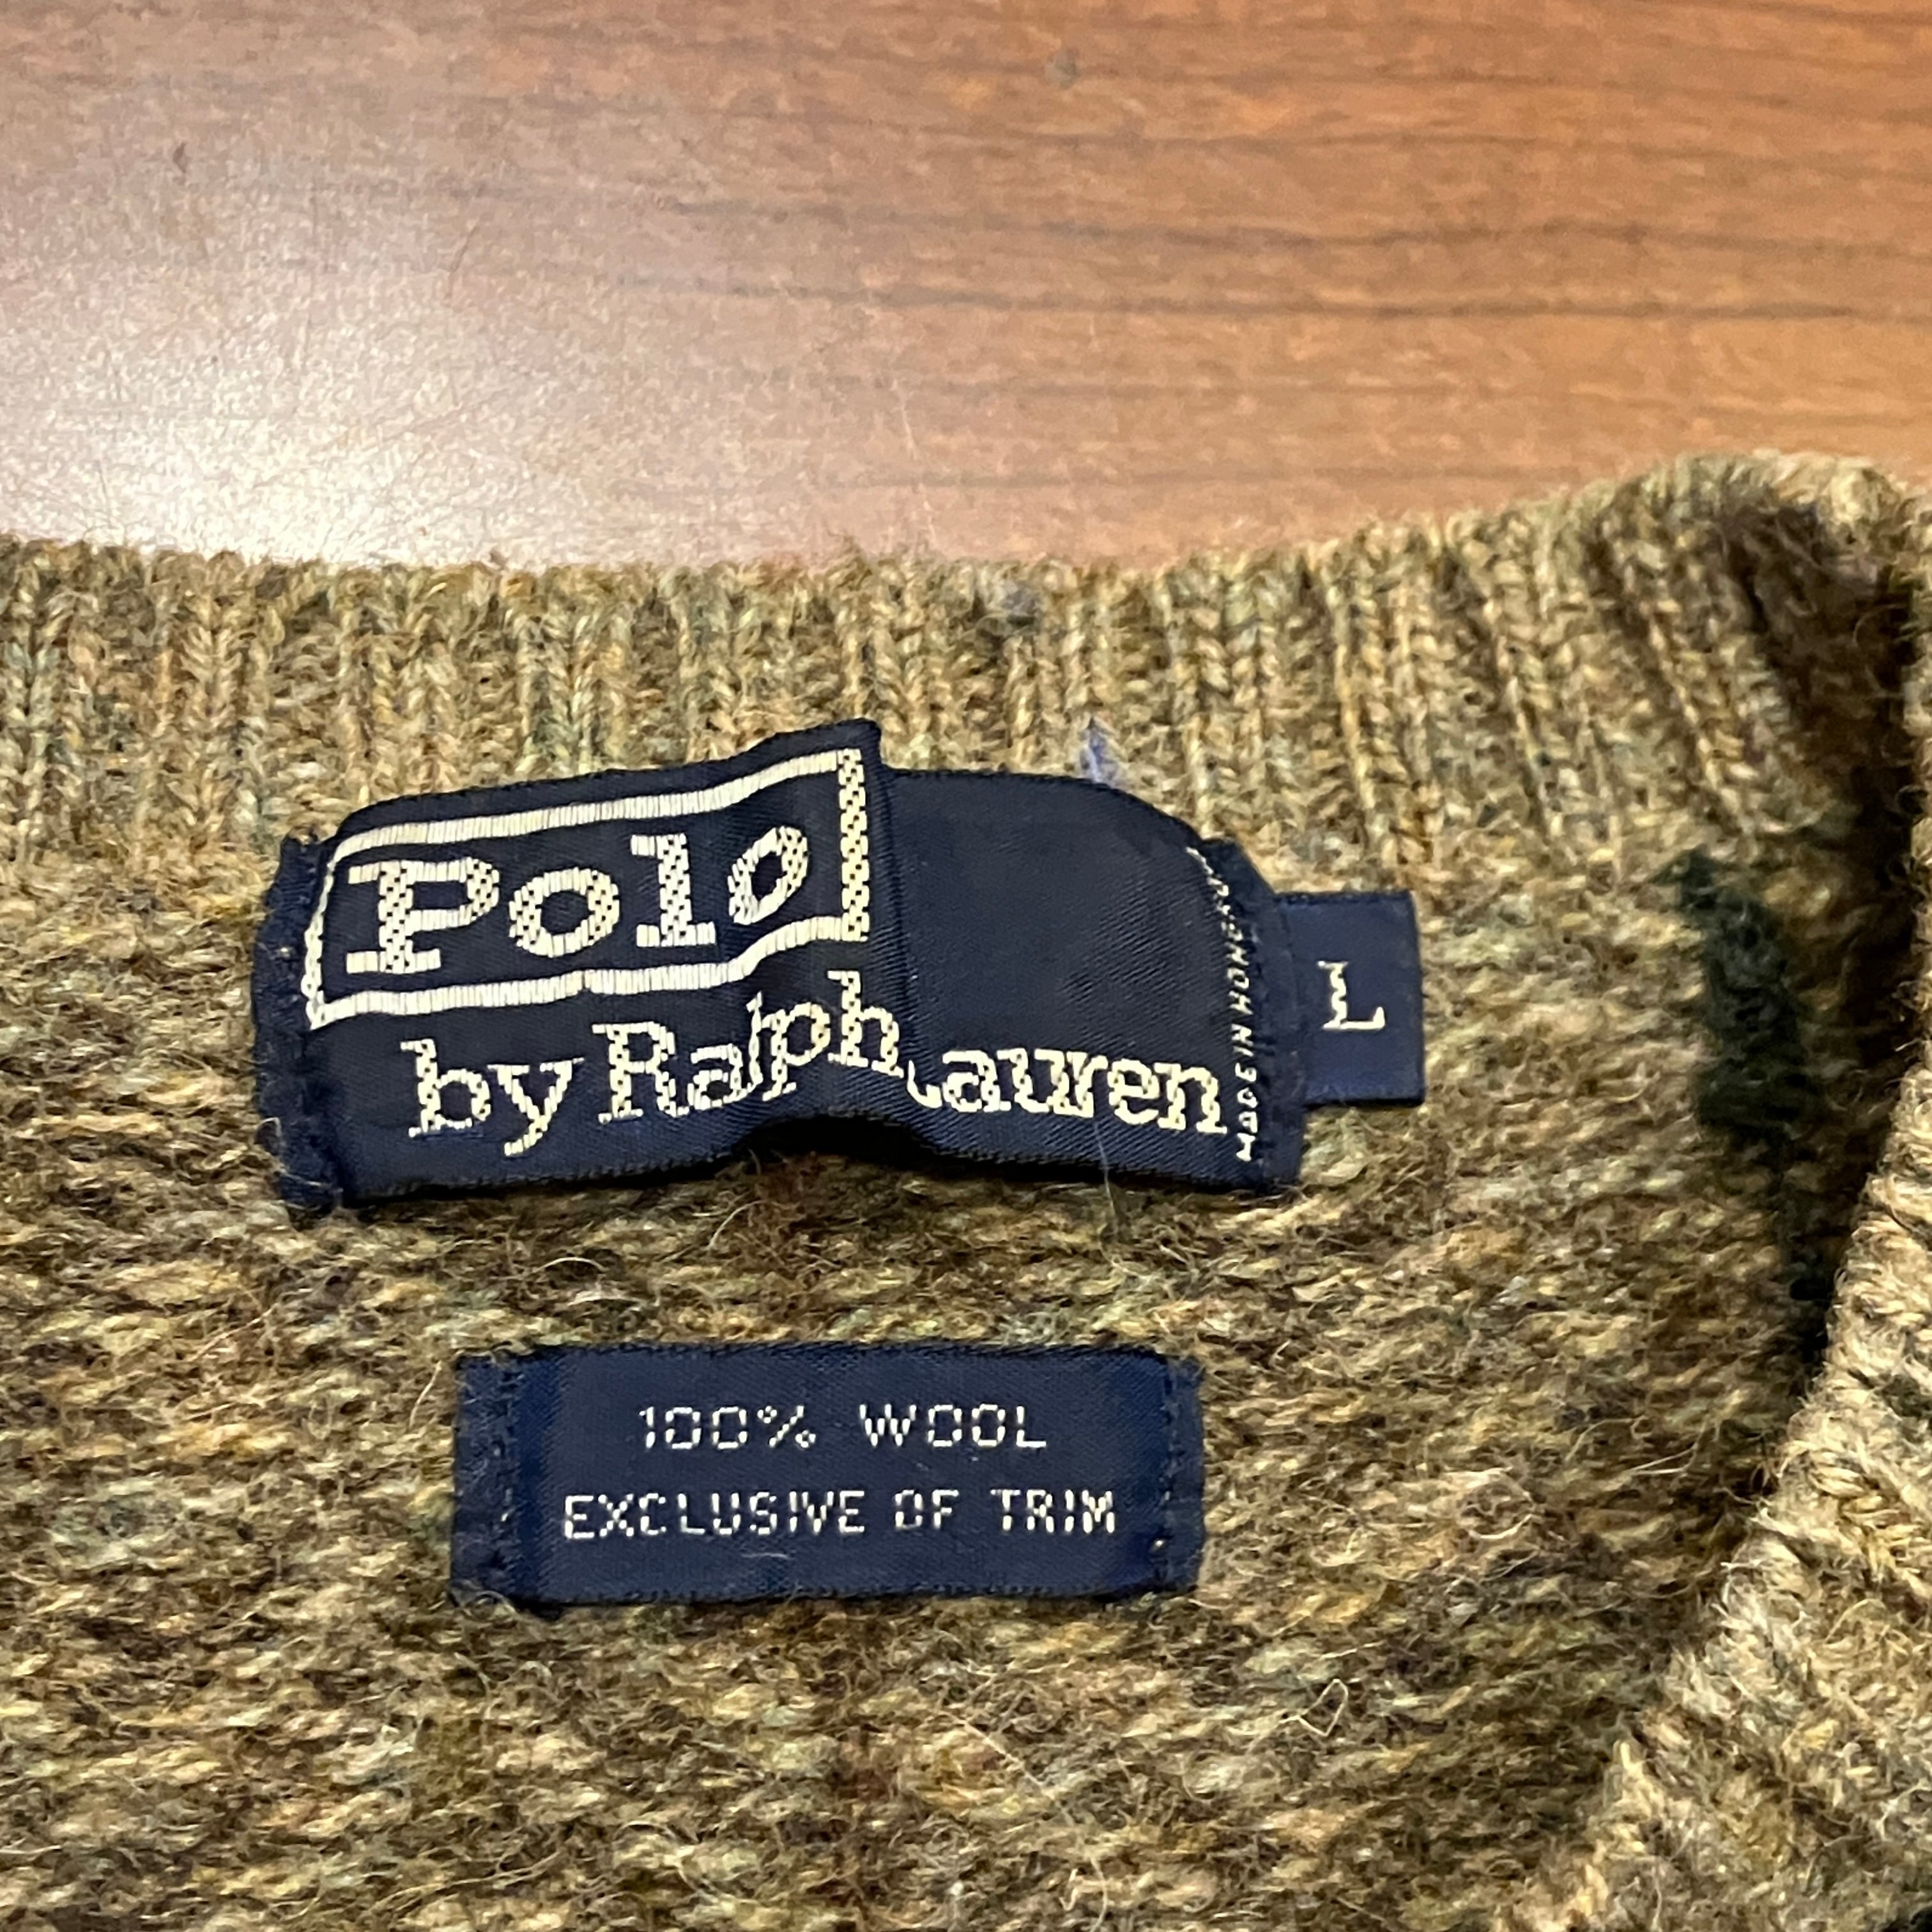 Polo
by Ralph Lauren
MADE IN HONG KONG
L
100% WOOL
EXCLUSIVE OF TRIM